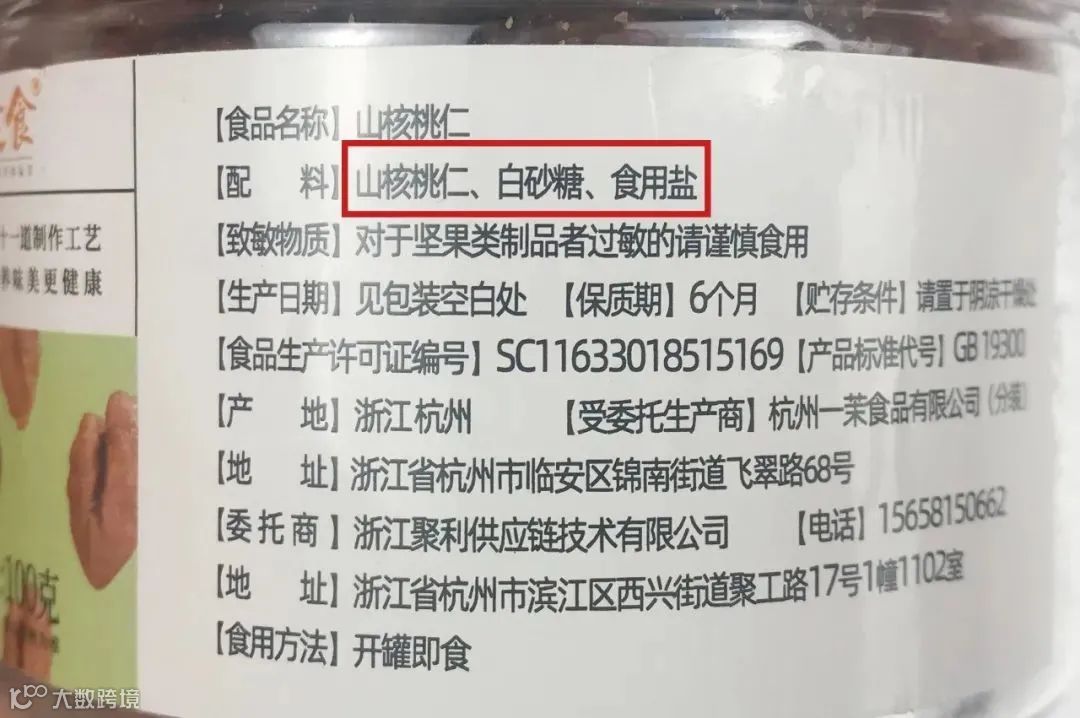 食
【食品名称】山核桃仁
【配 料】山核桃仁、白砂糖、食用盐
十一道制作工艺
养味美更健康
【致敏物质】对于坚果类制品者过敏的请谨慎食用
【生产日期】见包装空白处 【保质期】6个月 【贮存条件】请置于阴凉干燥处
【食品生产许可证编号】SC11633018515169【产品标准代号】GB 19300
【产 地】浙江杭州 【受委托生产商】杭州一茉食品有限公司（分装）
【地 址】浙江省杭州市临安区锦南街道飞翠路68号
【委托商】浙江聚利供应链技术有限公司 【电话】15658150662
【地 址】浙江省杭州市滨江区西兴街道聚工路17号1幢1102室
【食用方法】开罐即食
100克
大数跨境